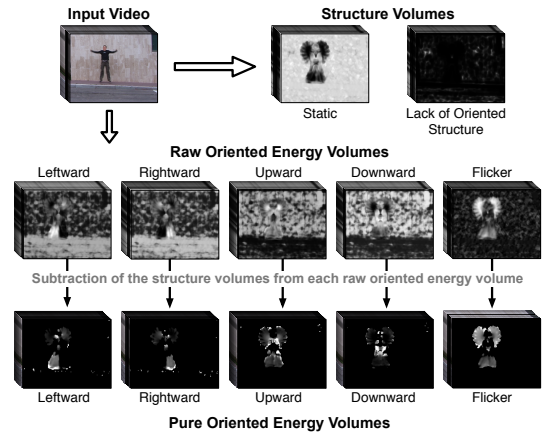 Input Video
Structure Volumes
Static
Lack of Oriented
Structure
Raw Oriented Energy Volumes
Leftward
Rightward
Upward
Downward
Flicker
Subtraction of the structure volumes from each raw oriented energy volume
Leftward
Rightward
Upward
Downward
Flicker
Pure Oriented Energy Volumes